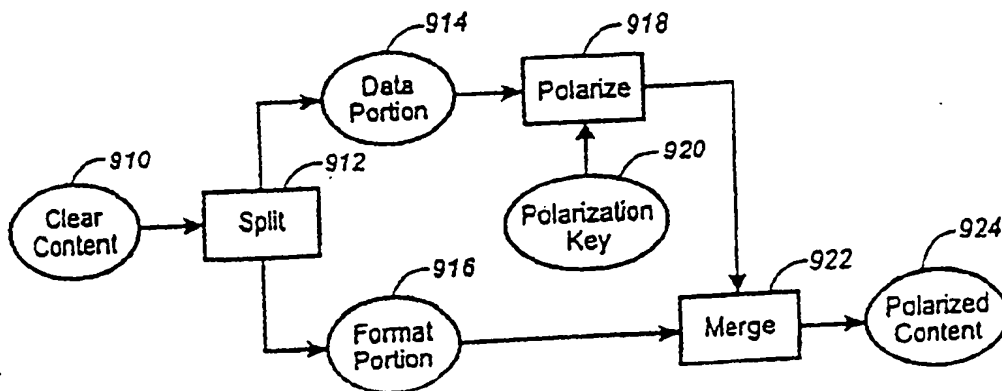 914
Data
Portion
918
Polarize
910
Clear
Content
912
Split
920
Polarization
Key
916
Format
Portion
922
Merge
924
Polarized
Content